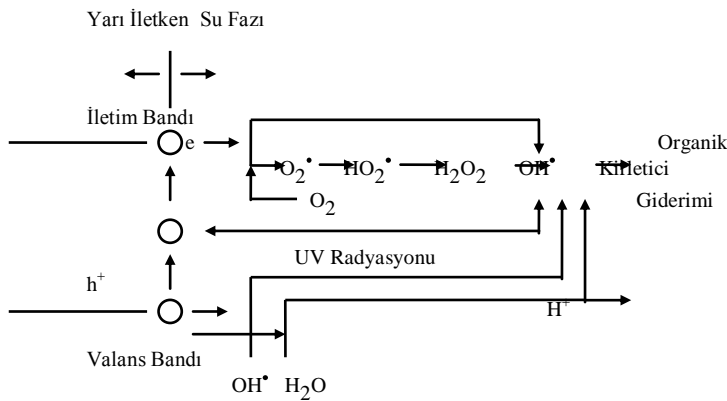 Yarı İletken Su Fazı
İletim Bandı
e
Organik
O₂• HO₂• H₂O₂ OH• Kirletici
O₂ Giderimi
UV Radyasyonu
h⁺
H⁺
Valans Bandı
OH• H₂O